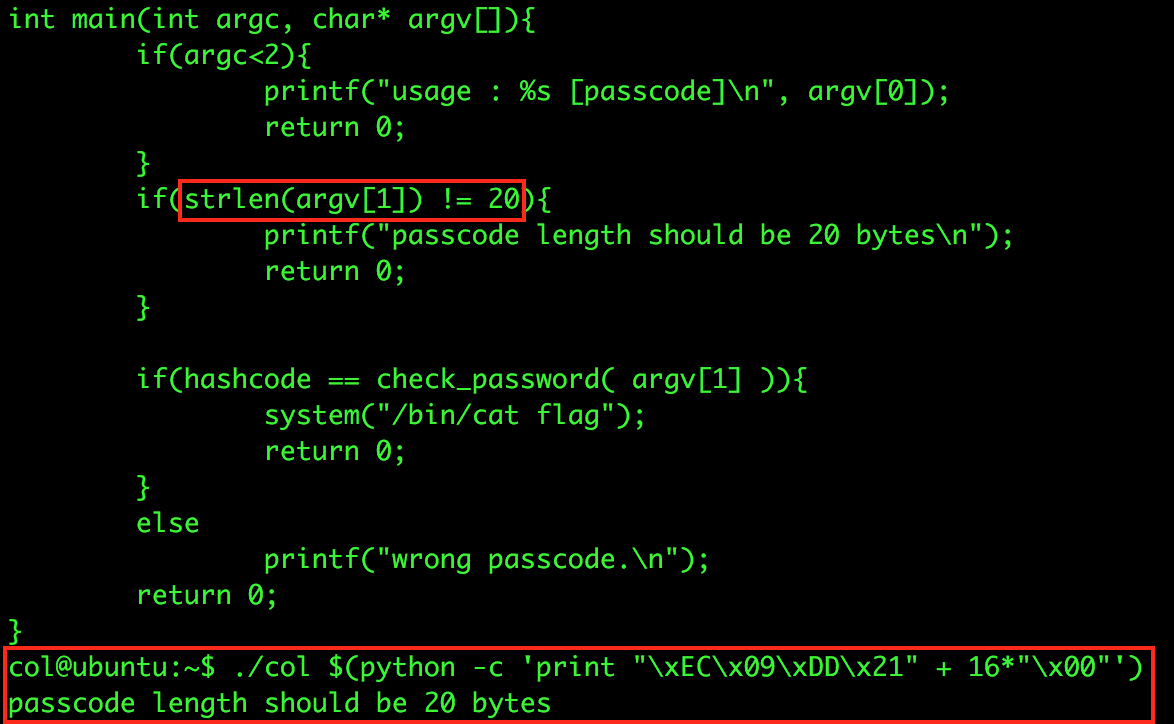 int main(int argc, char* argv[]){
        if(argc<2){
                printf("usage : %s [passcode]\n", argv[0]);
                return 0;
        }
        if(strlen(argv[1]) != 20){
                printf("passcode length should be 20 bytes\n");
                return 0;
        }

        if(hashcode == check_password( argv[1] )){
                system("/bin/cat flag");
                return 0;
        }
        else
                printf("wrong passcode.\n");
        return 0;
}
col@ubuntu:~$ ./col $(python -c 'print "\xEC\x09\xDD\x21" + 16*"\x00"')
passcode length should be 20 bytes